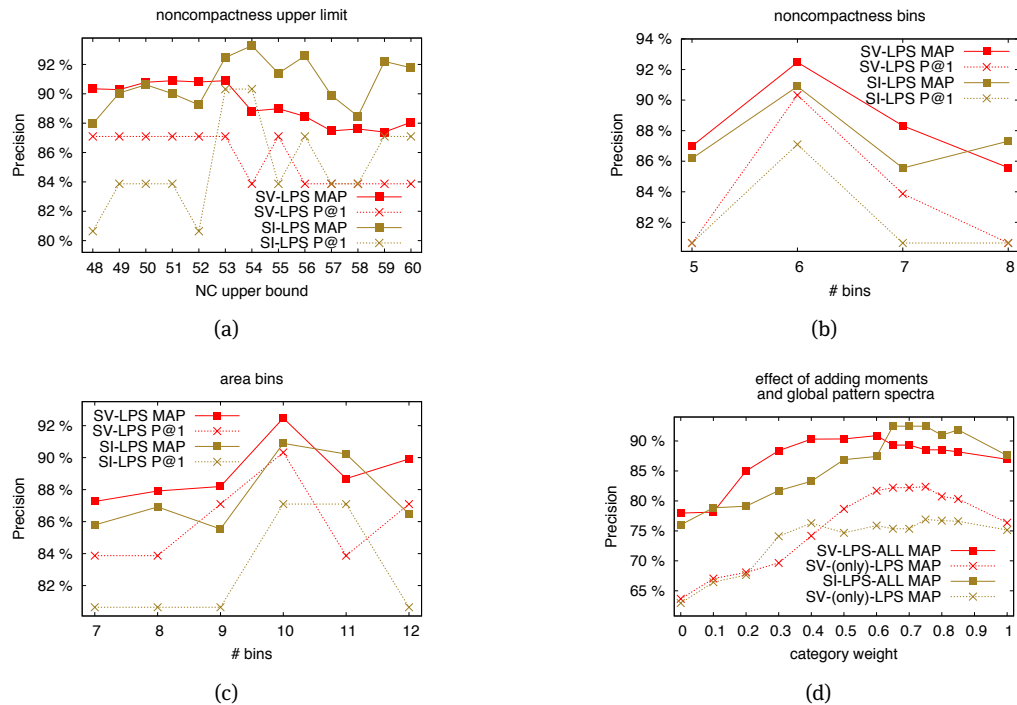 noncompactness upper limit
92 %
90 %
88 %
86 %
84 %
82 %
80 %
Precision
SV-LPS MAP
SV-LPS P@1
SI-LPS MAP
SI-LPS P@1
48 49 50 51 52 53 54 55 56 57 58 59 60
NC upper bound
(a)
noncompactness bins
94 %
92 %
90 %
88 %
86 %
84 %
82 %
Precision
SV-LPS MAP
SV-LPS P@1
SI-LPS MAP
SI-LPS P@1
5 6 7 8
# bins
(b)
area bins
92 %
90 %
88 %
86 %
84 %
82 %
Precision
SV-LPS MAP
SV-LPS P@1
SI-LPS MAP
SI-LPS P@1
7 8 9 10 11 12
# bins
(c)
effect of adding moments
and global pattern spectra
90 %
85 %
80 %
75 %
70 %
65 %
Precision
SV-LPS-ALL MAP
SV-(only)-LPS MAP
SI-LPS-ALL MAP
SV-(only)-LPS MAP
0 0.1 0.2 0.3 0.4 0.5 0.6 0.7 0.8 0.9 1
category weight
(d)